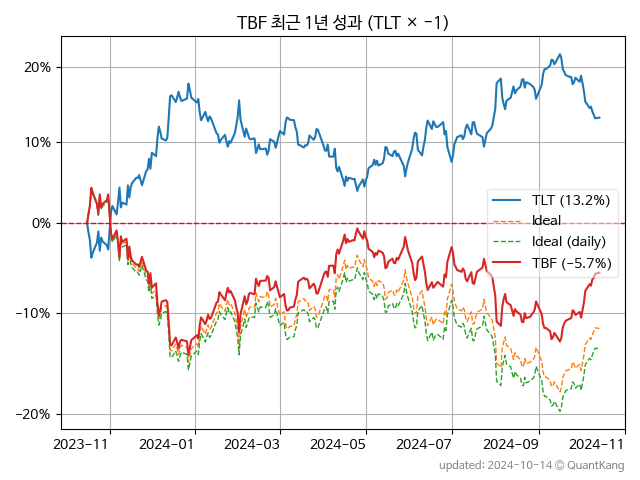 TBF 최근 1년 성과 (TLT × −1)
20%
10%
0%
−10%
−20%
TLT (13.2%)
Ideal
Ideal (daily)
TBF (−5.7%)
2023−11 2024−01 2024−03 2024−05 2024−07 2024−09 2024−11
updated: 2024-10-14 © QuantKang